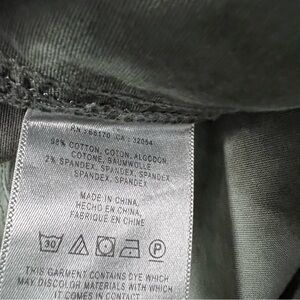 98% COTTON, COTON, ALGODON,
COTONE, BAUMWOLLE
2% SPANDEX, SPANDEX, SPANDEX,
SPANDEX, SPANDEX
MADE IN CHINA,
HECHO EN CHINA,
FABRIQUÉ EN CHINE
30 P
THIS GARMENT CONTAINS DYE WHICH
MAY DISCOLOR MATERIALS WITH WHICH
IT COMES IN CONTACT